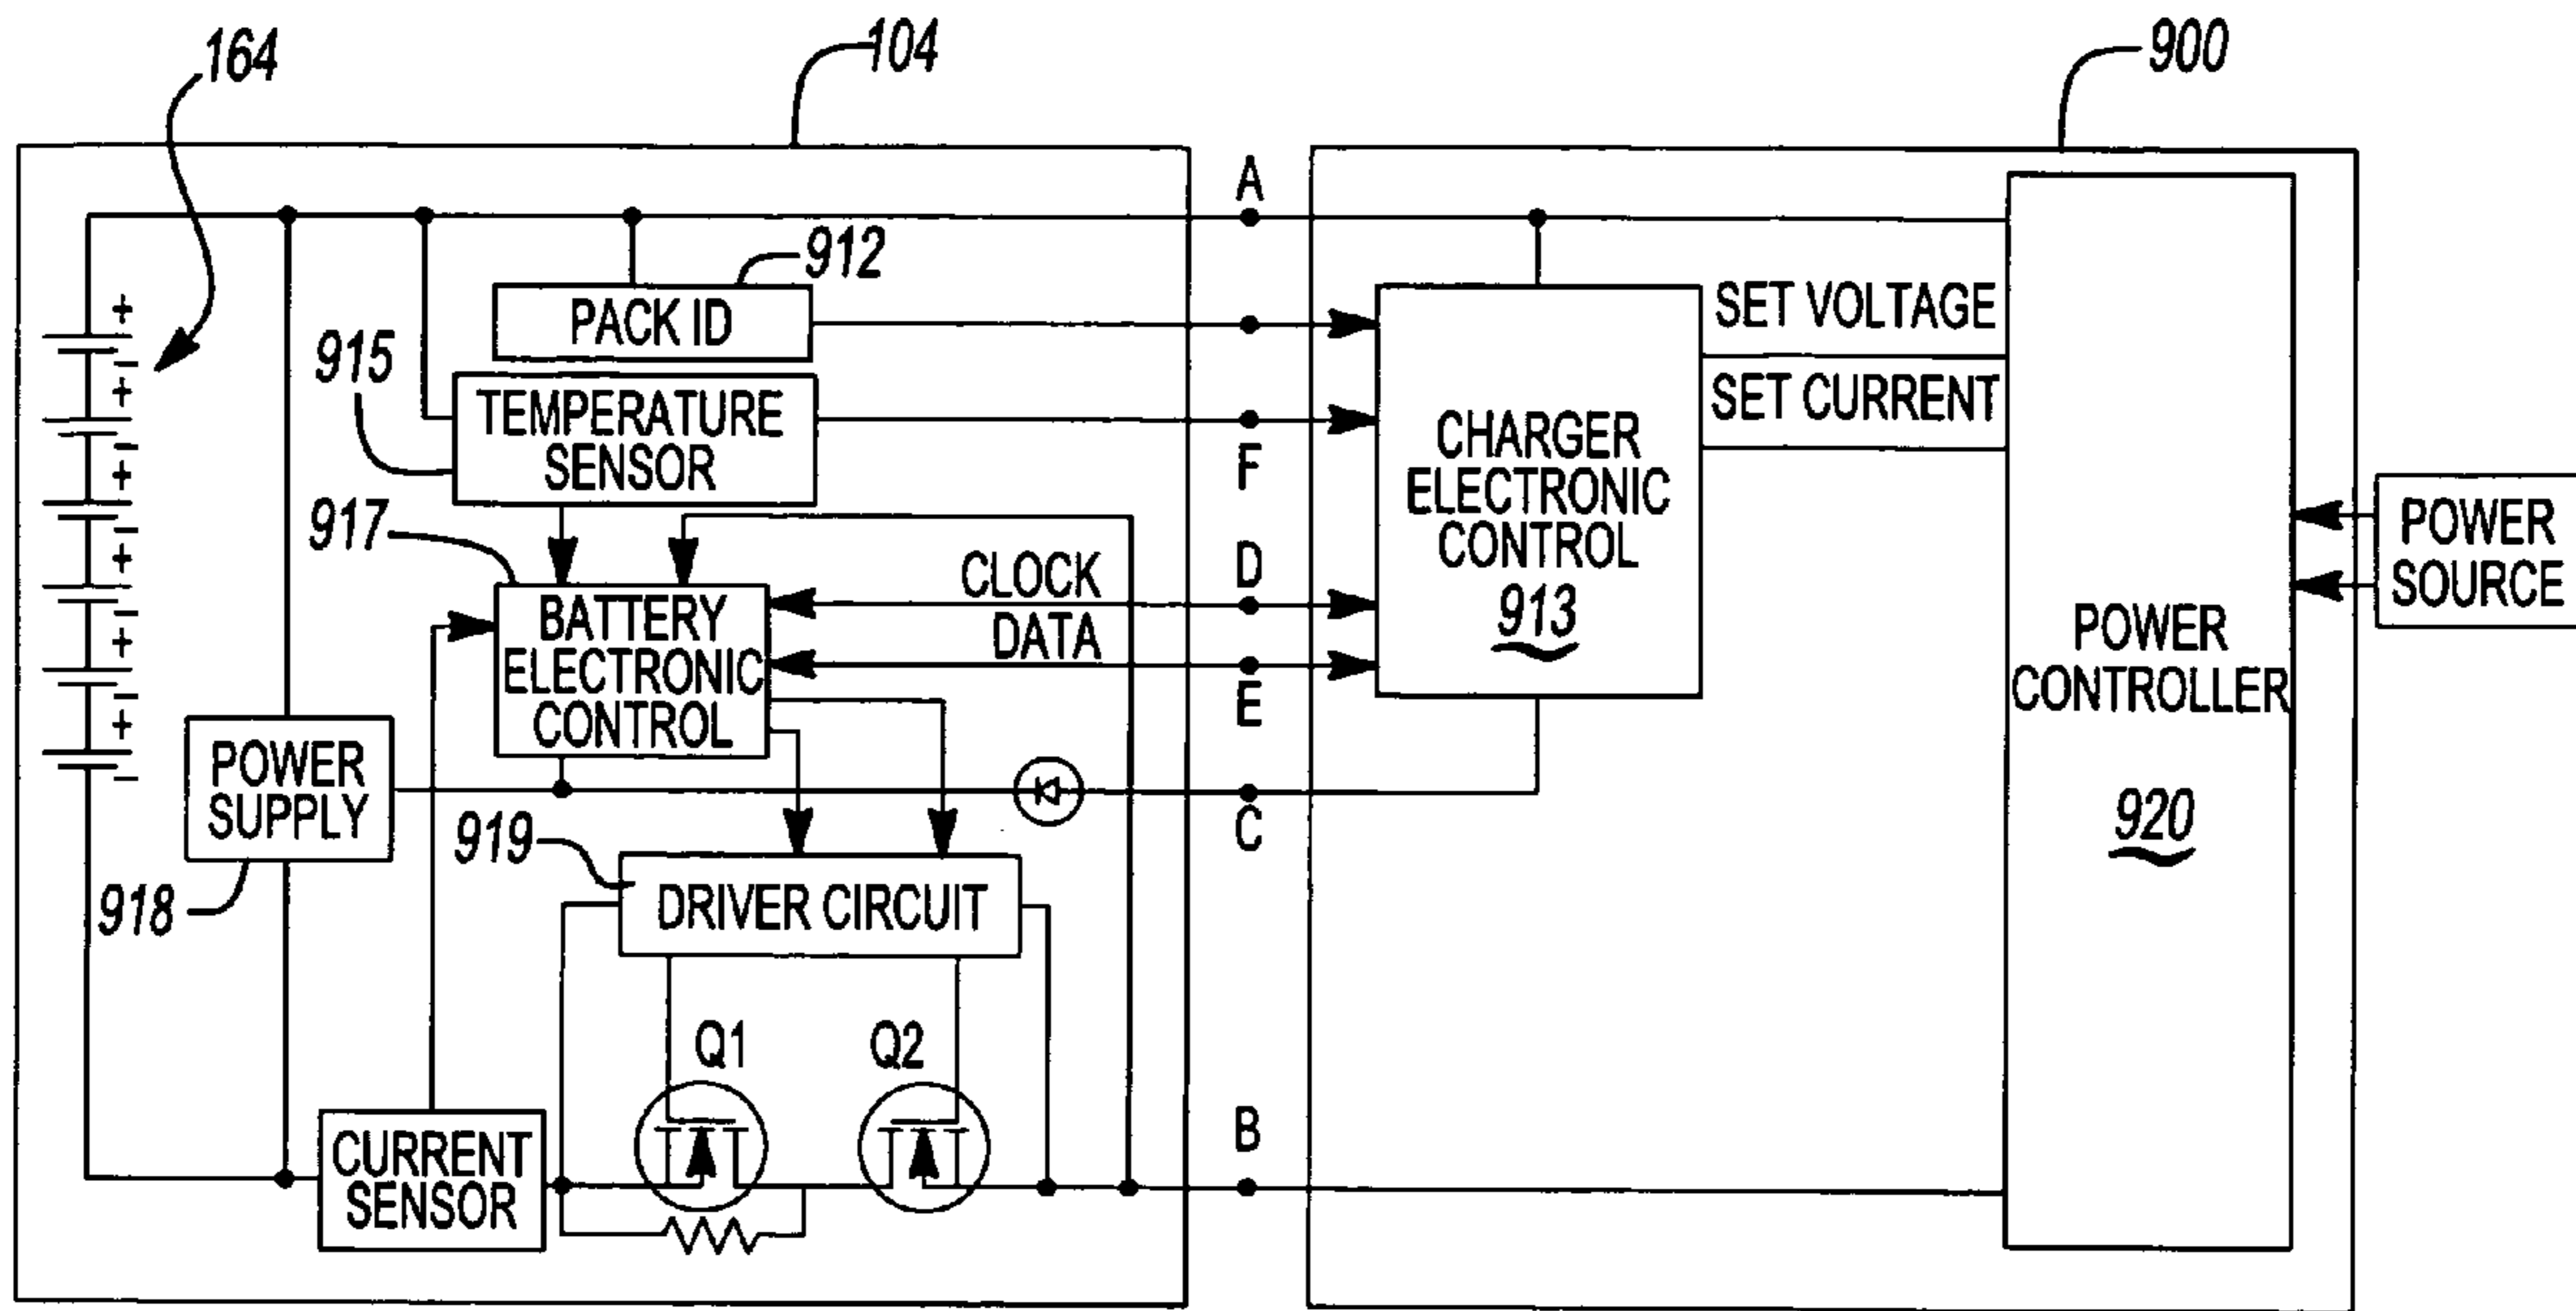 164
104
900
A
912
PACK ID
SET VOLTAGE
915
TEMPERATURE
SENSOR
SET CURRENT
F
CHARGER
ELECTRONIC
CONTROL
913
917
CLOCK
D
DATA
E
BATTERY
ELECTRONIC
CONTROL
POWER
SOURCE
POWER
CONTROLLER
920
POWER
SUPPLY
918
C
919
DRIVER CIRCUIT
Q1
Q2
B
CURRENT
SENSOR
+
-
+
-
+
-
+
-
+
-
+
-